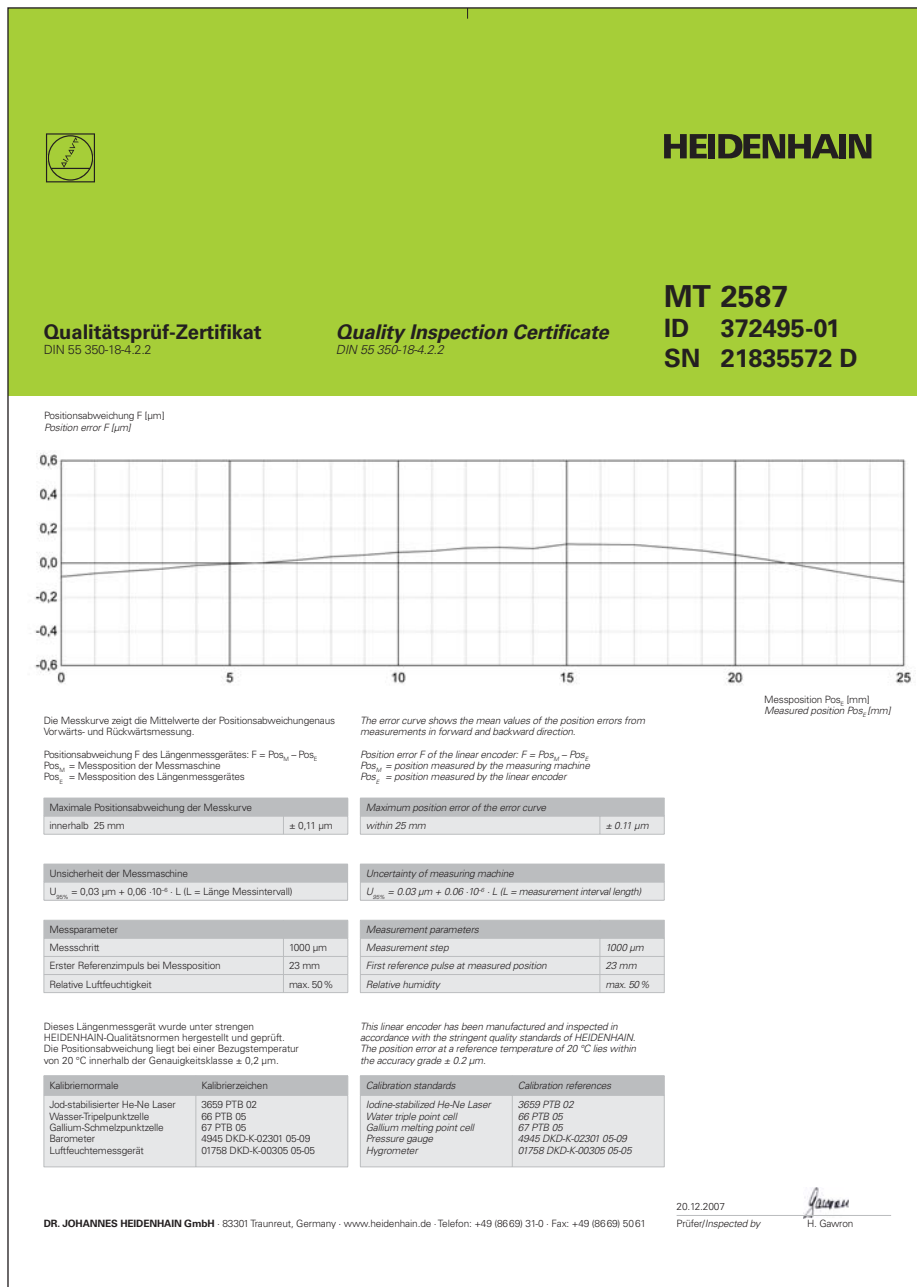 HEIDENHAIN
MT 2587
ID 372495-01
SN 21835572 D
Qualitätsprüf-Zertifikat
DIN 55 350-18-4.2.2
Quality Inspection Certificate
DIN 55 350-18-4.2.2
Positionsabweichung F [µm]
Position error F [µm]
0,6
0,4
0,2
0,0
-0,2
-0,4
-0,6
0 5 10 15 20 25
Messposition PosE [mm]
Measured position PosE [mm]
Die Messkurve zeigt die Mittelwerte der Positionsabweichungenaus
Vorwärts- und Rückwärtsmessung.
Positionsabweichung F des Längenmessgerätes: F = PosM – PosE
PosM = Messposition der Messmaschine
PosE = Messposition des Längenmessgerätes
The error curve shows the mean values of the position errors from
measurements in forward and backward direction.
Position error F of the linear encoder: F = PosM – PosE
PosM = position measured by the measuring machine
PosE = position measured by the linear encoder
Maximale Positionsabweichung der Messkurve
innerhalb 25 mm ± 0,11 µm
Maximum position error of the error curve
within 25 mm ± 0.11 µm
Unsicherheit der Messmaschine
U95% = 0,03 µm + 0,06 ·10⁻⁶ · L (L = Länge Messintervall)
Uncertainty of measuring machine
U95% = 0.03 µm + 0.06 ·10⁻⁶ · L (L = measurement interval length)
Messparameter
Messschritt 1000 µm
Erster Referenzimpuls bei Messposition 23 mm
Relative Luftfeuchtigkeit max. 50 %
Measurement parameters
Measurement step 1000 µm
First reference pulse at measured position 23 mm
Relative humidity max. 50 %
Dieses Längenmessgerät wurde unter strengen
HEIDENHAIN-Qualitätsnormen hergestellt und geprüft.
Die Positionsabweichung liegt bei einer Bezugstemperatur
von 20 °C innerhalb der Genauigkeitsklasse ± 0,2 µm.
This linear encoder has been manufactured and inspected in
accordance with the stringent quality standards of HEIDENHAIN.
The position error at a reference temperature of 20 °C lies within
the accuracy grade ± 0.2 µm.
Kalibriernormale Kalibrierzeichen
Jod-stabilisierter He-Ne Laser 3659 PTB 02
Wasser-Tripelpunktzelle 66 PTB 05
Gallium-Schmelzpunktzelle 67 PTB 05
Barometer 4945 DKD-K-02301 05-09
Luftfeuchtemessgerät 01758 DKD-K-00305 05-05
Calibration standards Calibration references
Iodine-stabilized He-Ne Laser 3659 PTB 02
Water triple point cell 66 PTB 05
Gallium melting point cell 67 PTB 05
Pressure gauge 4945 DKD-K-02301 05-09
Hygrometer 01758 DKD-K-00305 05-05
DR. JOHANNES HEIDENHAIN GmbH · 83301 Traunreut, Germany · www.heidenhain.de · Telefon: +49 (8669) 31-0 · Fax: +49 (8669) 5061
20.12.2007 Gawron
Prüfer/Inspected by H. Gawron